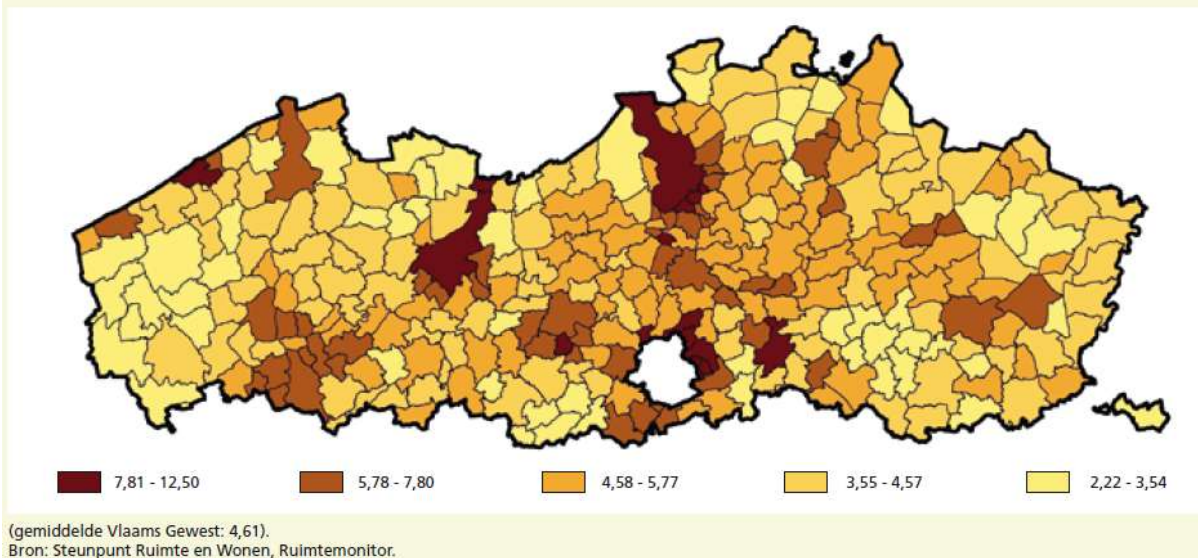 7,81 - 12,50 5,78 - 7,80 4,58 - 5,77 3,55 - 4,57 2,22 - 3,54
(gemiddelde Vlaams Gewest: 4,61).
Bron: Steunpunt Ruimte en Wonen, Ruimtemonitor.